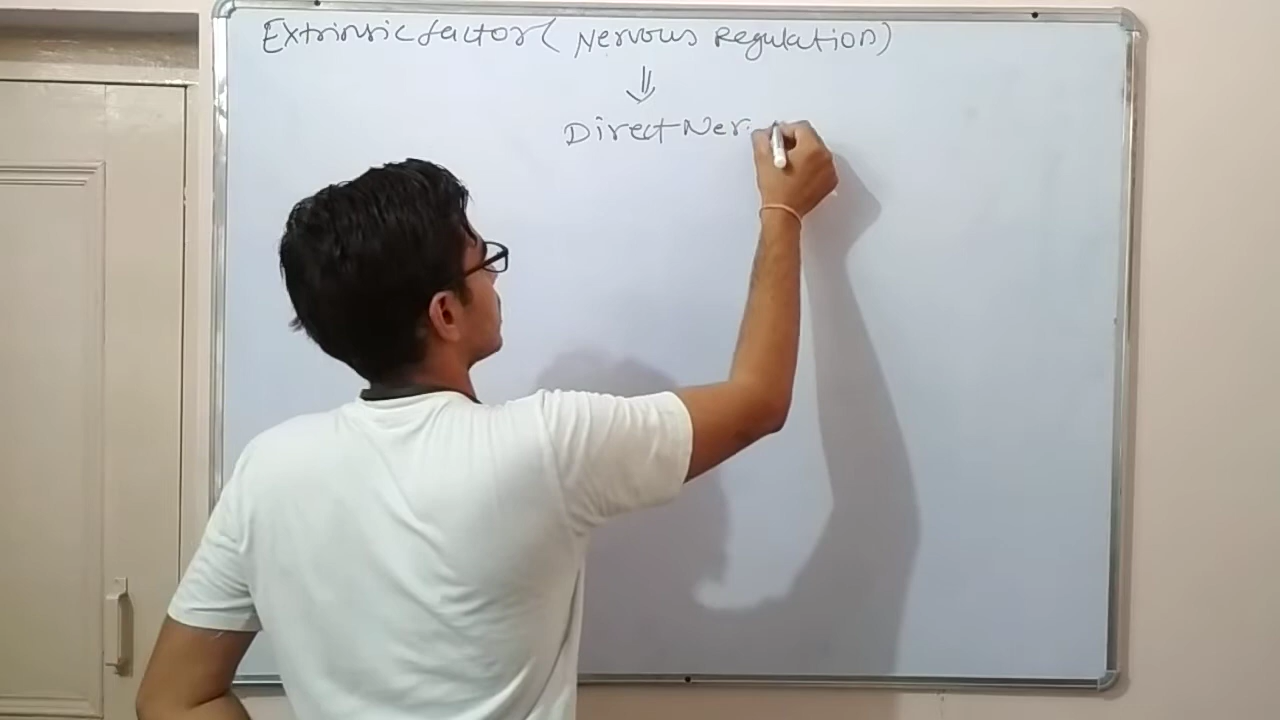 Extrinsic factor ( Nervous Regulation)
⇓
Direct Ner